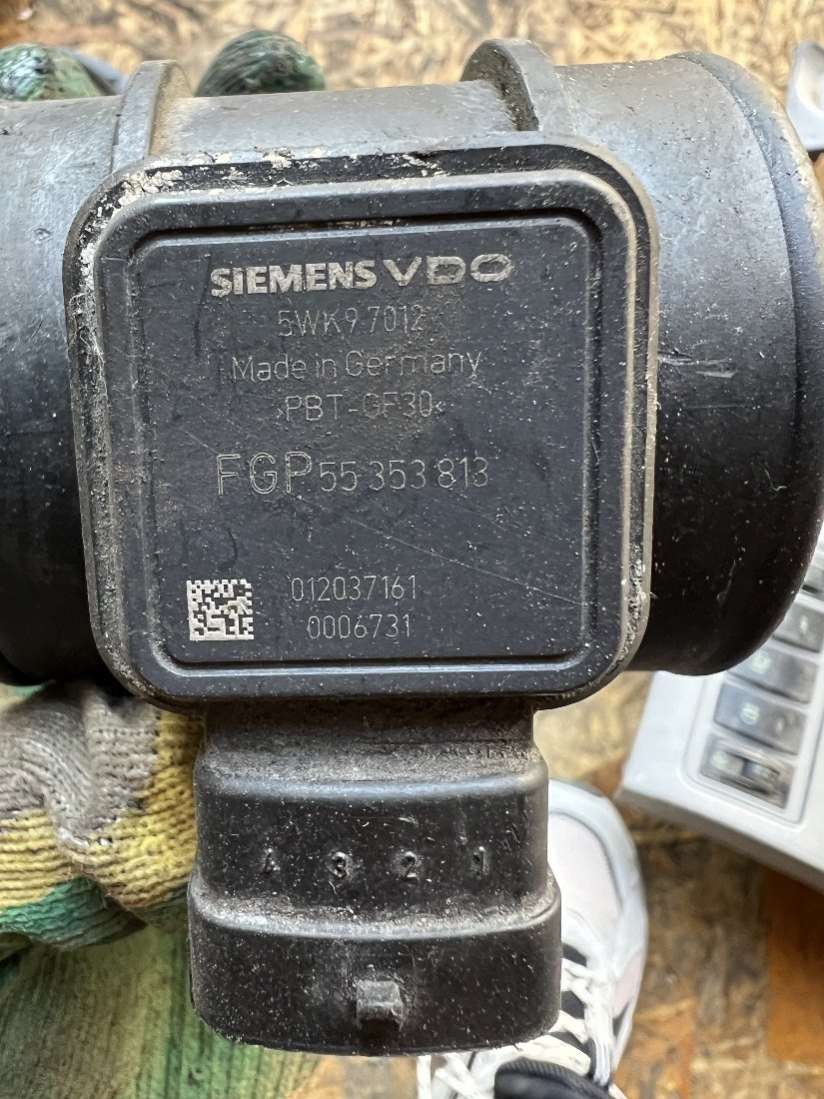 SIEMENS VDO
5WK9 7012
Made in Germany
>PBT-GF30<
FGP 55 353 813
012037161
0006731
4 3 2 1